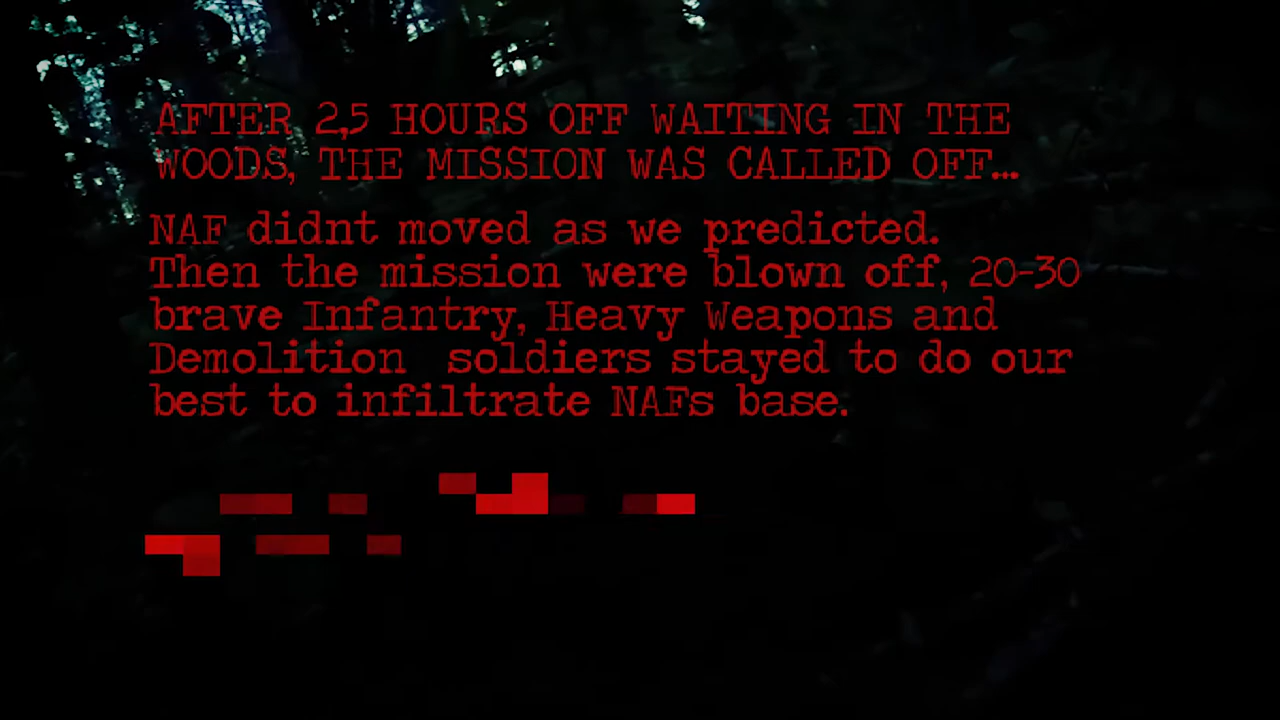 AFTER 2,5 HOURS OFF WAITING IN THE
WOODS, THE MISSION WAS CALLED OFF...
NAF didnt moved as we predicted.
Then the mission were blown off, 20-30
brave Infantry, Heavy Weapons and
Demolition soldiers stayed to do our
best to infiltrate NAFs base.